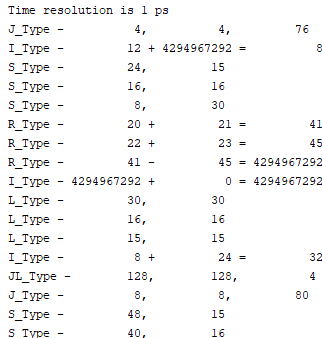 Time resolution is 1 ps
J_Type - 4, 4, 76
I_Type - 12 + 4294967292 = 8
S_Type - 24, 15
S_Type - 16, 16
S_Type - 8, 30
R_Type - 20 + 21 = 41
R_Type - 22 + 23 = 45
R_Type - 41 - 45 = 4294967292
I_Type - 4294967292 + 0 = 4294967292
L_Type - 30, 30
L_Type - 16, 16
L_Type - 15, 15
I_Type - 8 + 24 = 32
JL_Type - 128, 128, 4
J_Type - 8, 8, 80
S_Type - 48, 15
S_Type - 40, 16